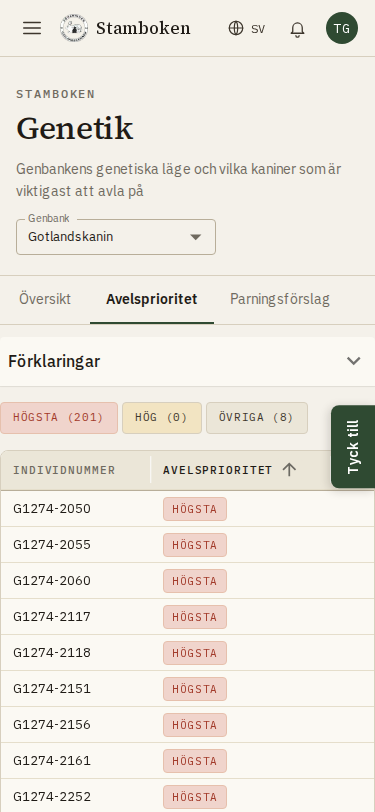 Stamboken
SV
TG
STAMBOKEN
Genetik
Genbankens genetiska läge och vilka kaniner som är
viktigast att avla på
Genbank
Gotlandskanin
Översikt
Avelsprioritet
Parningsförslag
Förklaringar
HÖGSTA (201)
HÖG (0)
ÖVRIGA (8)
Tyck till
INDIVIDNUMMER
AVELSPRIORITET
G1274-2050
HÖGSTA
G1274-2055
HÖGSTA
G1274-2060
HÖGSTA
G1274-2117
HÖGSTA
G1274-2118
HÖGSTA
G1274-2151
HÖGSTA
G1274-2156
HÖGSTA
G1274-2161
HÖGSTA
G1274-2252
HÖGSTA